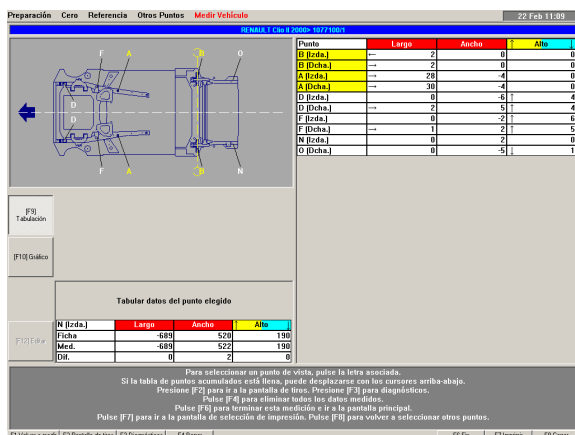 Preparación Cero Referencia Otros Puntos Medir Vehículo 22 Feb 11:09
RENAULT Clio II 2000> 1077100/1
Punto Largo Ancho ↑ Alto ↓
B (Izda.) ← 2 0 0
B (Dcha.) → 2 0 0
A (Izda.) → 28 -4 0
A (Dcha.) → 30 -4 0
D (Izda.) 0 -6 ↑ 4
D (Dcha.) → 2 5 ↑ 4
F (Izda.) 0 -2 ↑ 6
F (Dcha.) → 1 2 ↑ 5
N (Izda.) 0 2 0
O (Dcha.) 0 -5 ↓ 1
F A B O
D
D
F A B N
[F9]
Tabulación
[F10] Gráfico
Tabular datos del punto elegido
N (Izda.) Largo Ancho ↑ Alto ↓
Ficha -689 520 190
Med. -689 522 190
Dif. 0 2 0
Para seleccionar un punto de vista, pulse la letra asociada.
Si la tabla de puntos acumulados está llena, puede desplazarse con los cursores arriba-abajo.
Presione [F2] para ir a la pantalla de tiros. Presione [F3] para diagnósticos.
Pulse [F4] para eliminar todos los datos medidos.
Pulse [F6] para terminar esta medición e ir a la pantalla principal.
Pulse [F7] para ir a la pantalla de selección de impresión. Pulse [F8] para volver a seleccionar otros puntos.